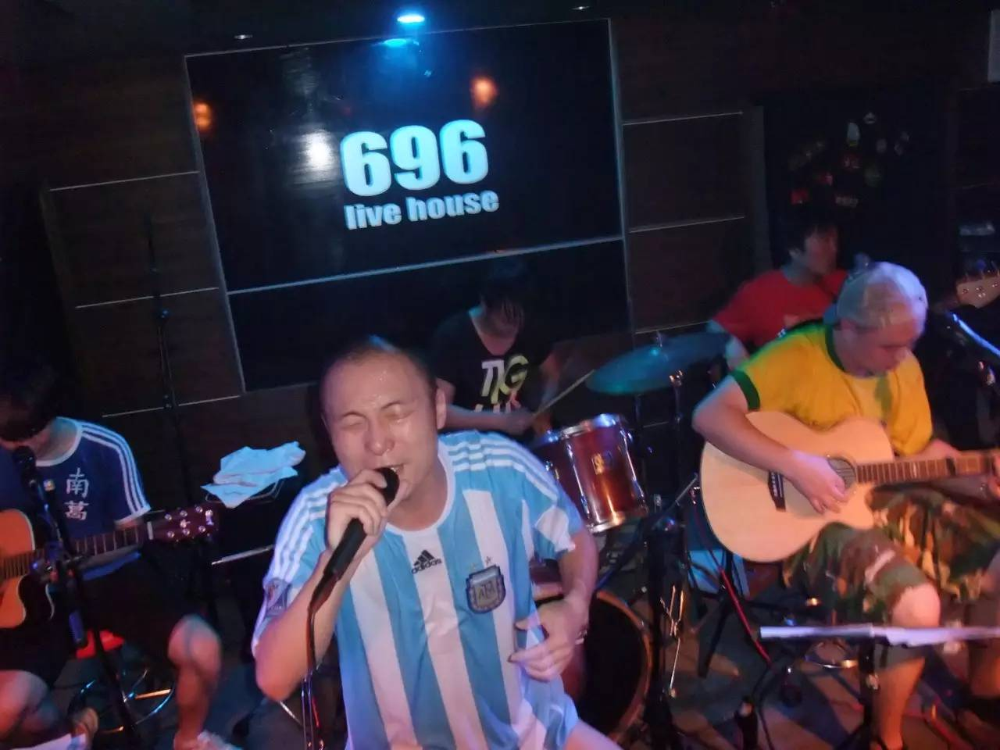 696
live house
南
葛
adidas